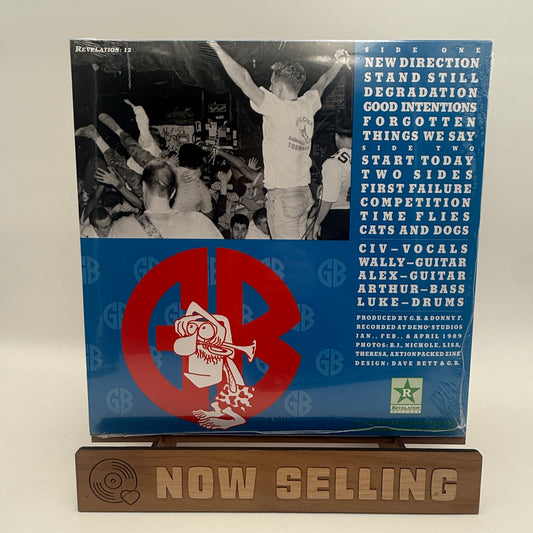 REVELATION: 12
SIDE ONE
NEW DIRECTION
STAND STILL
DEGRADATION
GOOD INTENTIONS
FORGOTTEN
THINGS WE SAY
SIDE TWO
START TODAY
TWO SIDES
FIRST FAILURE
COMPETITION
TIME FLIES
CATS AND DOGS
CIV–VOCALS
WALLY–GUITAR
ALEX–GUITAR
ARTHUR–BASS
LUKE–DRUMS
PRODUCED BY G.B. & DONNY F.
RECORDED AT DEMO' STUDIOS
JAN., FEB., & APRIL 1989
PHOTOS: B.J., NICHOLE, LISA,
THERESA, AXTION PACKED ZINE
DESIGN: DAVE BETT & G.B.
GB
R
REVELATION
RECORDS
NOW SELLING